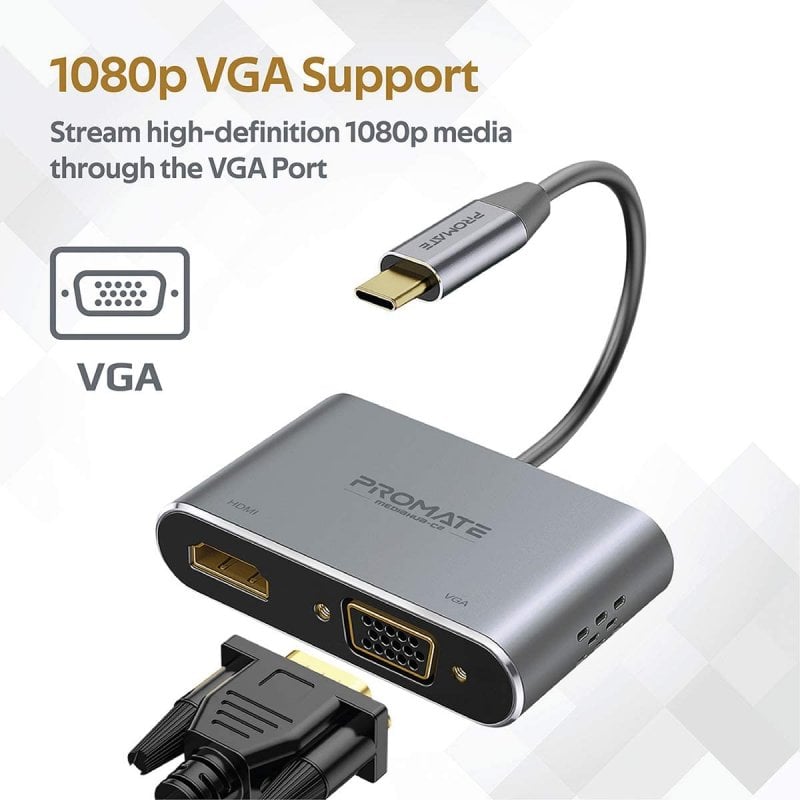 1080p VGA Support
Stream high-definition 1080p media
through the VGA Port
VGA
PROMATE
PROMATE
MEDIAHUB-C2
HDMI
VGA